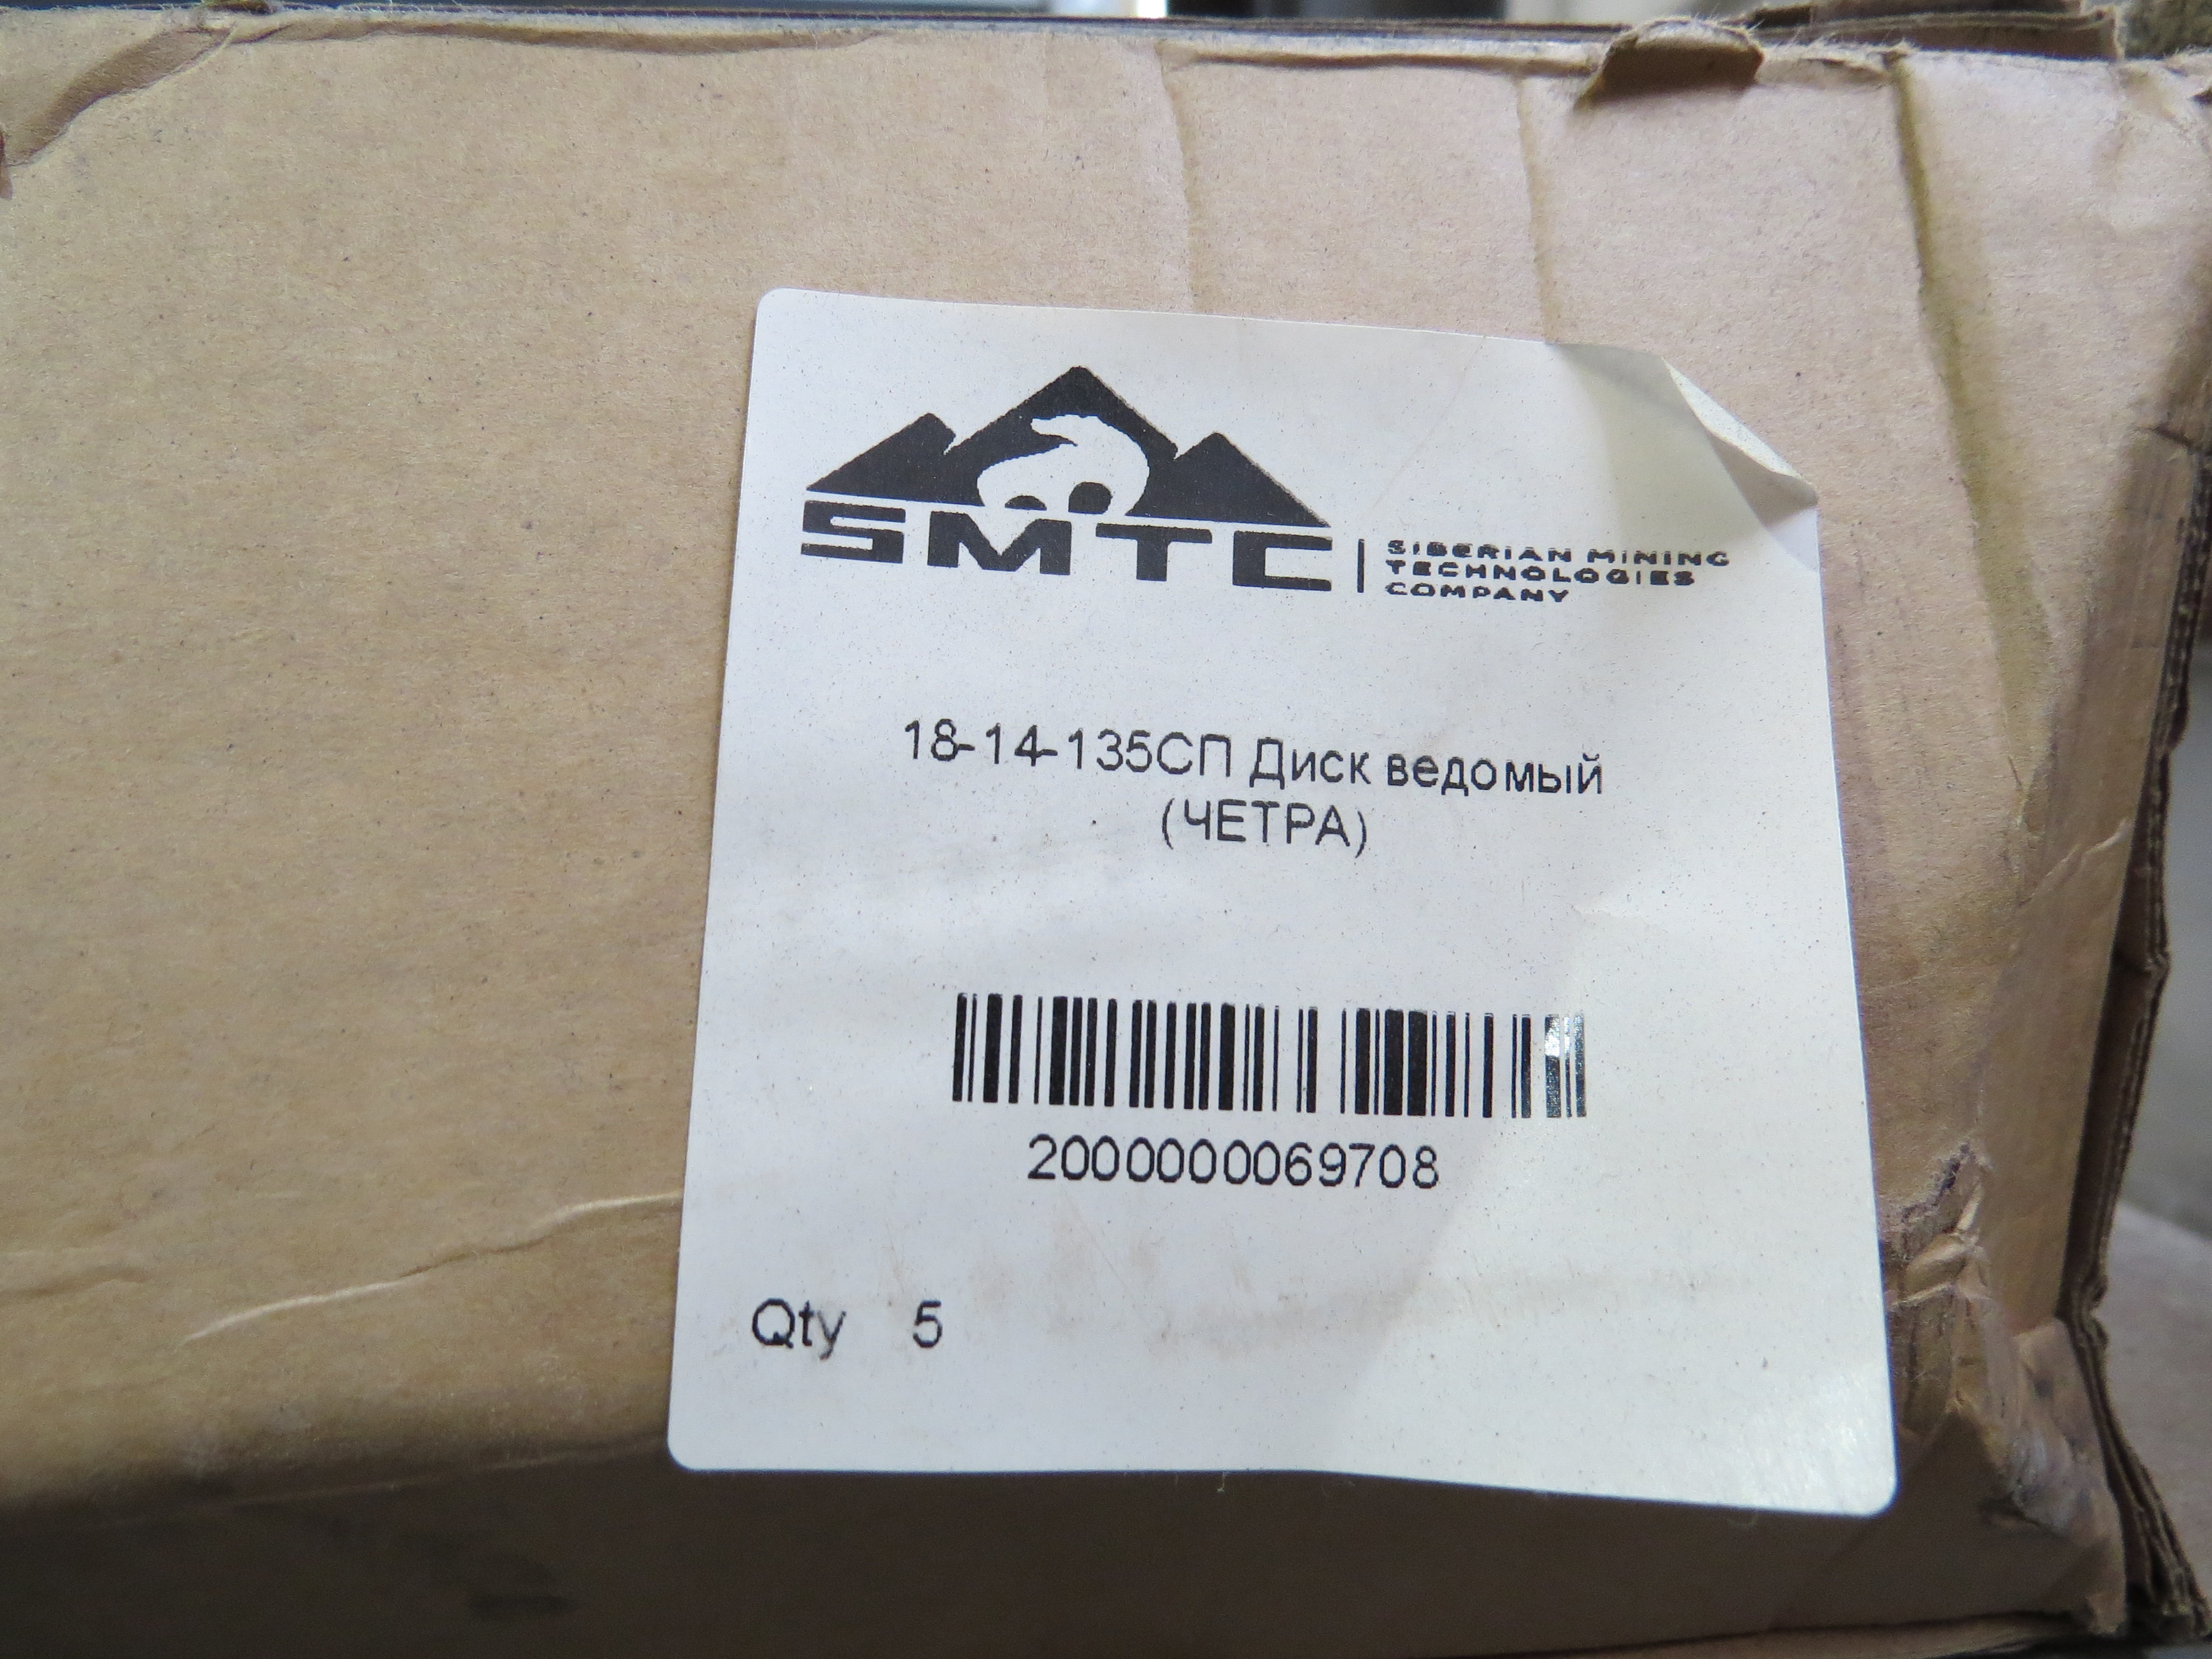 SMTC
SIBERIAN MINING
TECHNOLOGIES
COMPANY
18-14-135СП Диск ведомый
(ЧЕТРА)
2000000069708
Qty 5